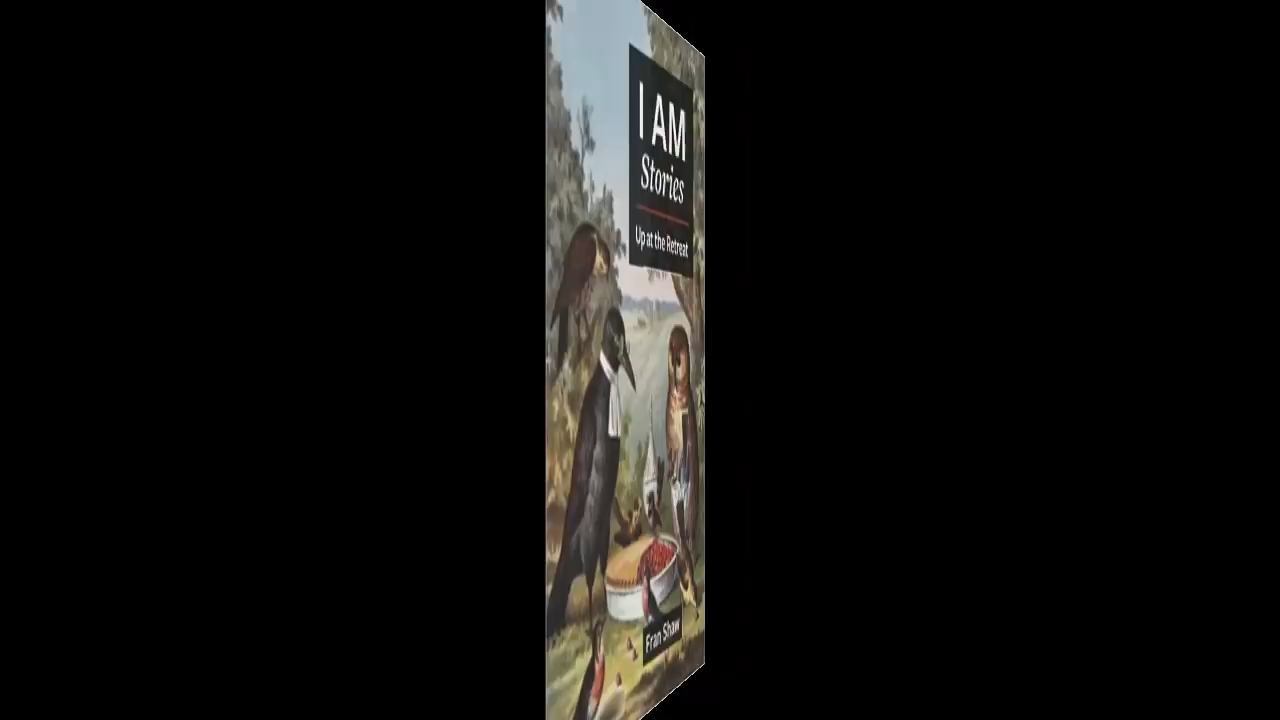 I AM
Stories
Up at the Retreat
Fran Shaw